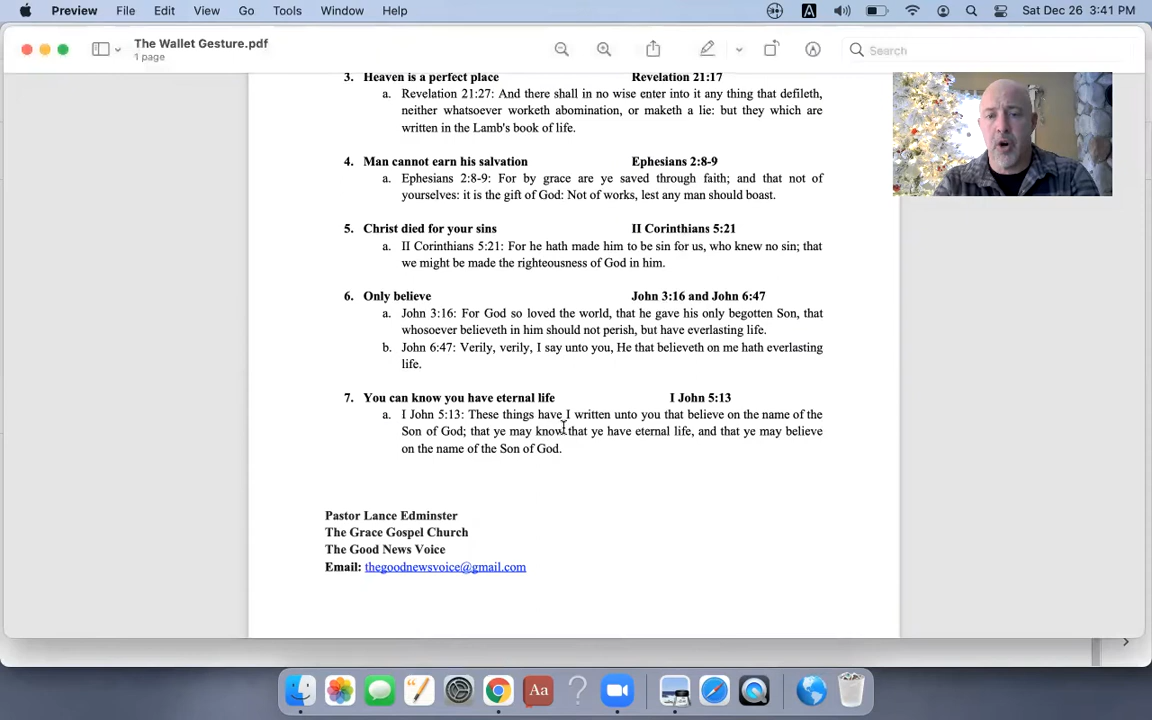 Preview File Edit View Go Tools Window Help A Sat Dec 26 3:41 PM
The Wallet Gesture.pdf
1 page
Search
3. Heaven is a perfect place Revelation 21:17
a. Revelation 21:27: And there shall in no wise enter into it any thing that defileth,
neither whatsoever worketh abomination, or maketh a lie: but they which are
written in the Lamb's book of life.
4. Man cannot earn his salvation Ephesians 2:8-9
a. Ephesians 2:8-9: For by grace are ye saved through faith; and that not of
yourselves: it is the gift of God: Not of works, lest any man should boast.
5. Christ died for your sins II Corinthians 5:21
a. II Corinthians 5:21: For he hath made him to be sin for us, who knew no sin; that
we might be made the righteousness of God in him.
6. Only believe John 3:16 and John 6:47
a. John 3:16: For God so loved the world, that he gave his only begotten Son, that
whosoever believeth in him should not perish, but have everlasting life.
b. John 6:47: Verily, verily, I say unto you, He that believeth on me hath everlasting
life.
7. You can know you have eternal life I John 5:13
a. I John 5:13: These things have I written unto you that believe on the name of the
Son of God; that ye may know that ye have eternal life, and that ye may believe
on the name of the Son of God.
Pastor Lance Edminster
The Grace Gospel Church
The Good News Voice
Email: thegoodnewsvoice@gmail.com
Aa ?